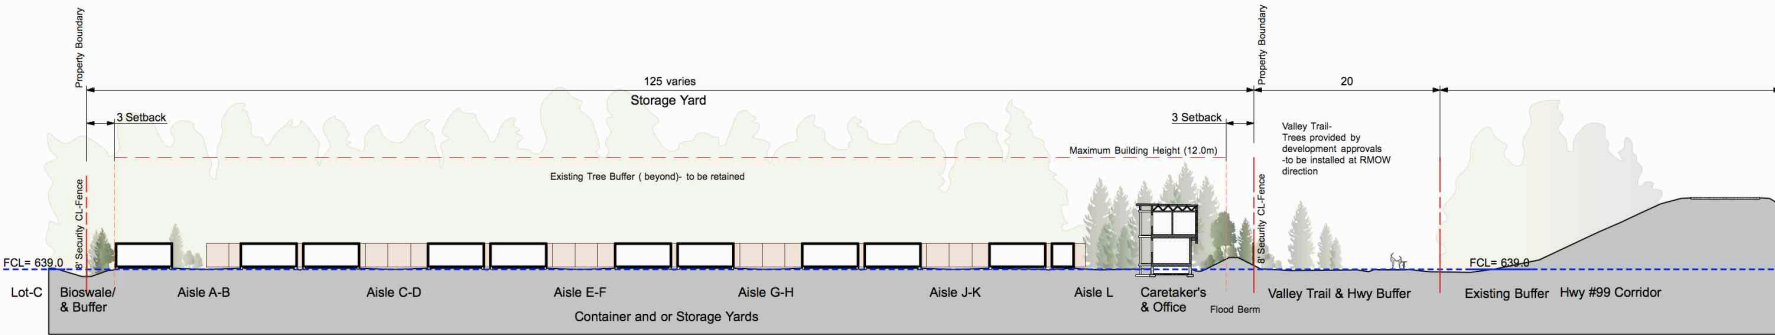 Property Boundary
Property Boundary
125 varies
20
Storage Yard
3 Setback
3 Setback
Valley Trail-
Trees provided by
development approvals
-to be installed at RMOW
direction
Maximum Building Height (12.0m)
Existing Tree Buffer ( beyond)- to be retained
8' Security CL-Fence
8' Security CL-Fence
FCL= 639.0
FCL= 639.0
Lot-C
Bioswale/
& Buffer
Aisle A-B
Aisle C-D
Aisle E-F
Aisle G-H
Aisle J-K
Aisle L
Caretaker's
& Office
Flood Berm
Valley Trail & Hwy Buffer
Existing Buffer
Hwy #99 Corridor
Container and or Storage Yards